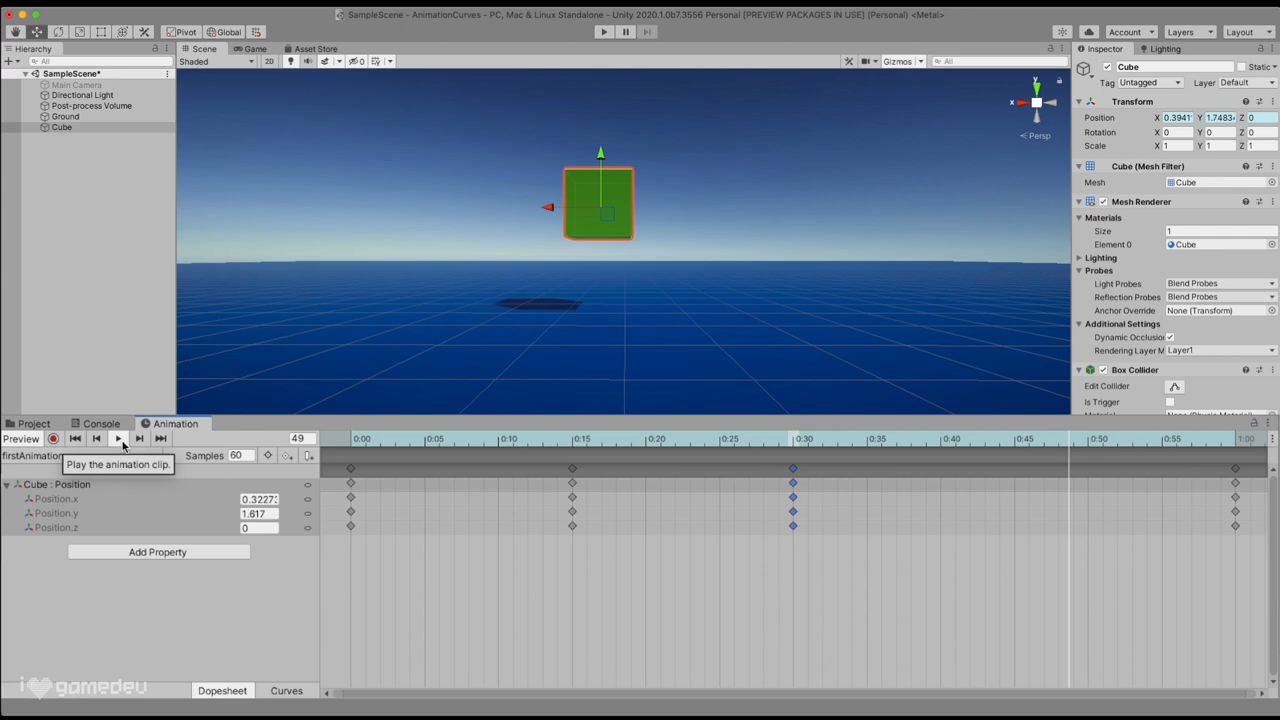 SampleScene - AnimationCurves - PC, Mac & Linux Standalone - Unity 2020.1.0b7.3556 Personal [PREVIEW PACKAGES IN USE] (Personal) <Metal>
Pivot Global Account Layers Layout
Hierarchy Scene Game Asset Store Inspector Lighting
All Shaded 2D 0 Gizmos All Cube Static
SampleScene*
Main Camera
Directional Light
Post-process Volume
Ground
Cube
y
x
Persp
Tag Untagged Layer Default
Transform
Position X 0.3941 Y 1.7483 Z 0
Rotation X 0 Y 0 Z 0
Scale X 1 Y 1 Z 1
Cube (Mesh Filter)
Mesh Cube
Mesh Renderer
Materials
Size 1
Element 0 Cube
Lighting
Probes
Light Probes Blend Probes
Reflection Probes Blend Probes
Anchor Override None (Transform)
Additional Settings
Dynamic Occlusion
Rendering Layer M Layer1
Box Collider
Edit Collider
Is Trigger
Project Console Animation
Preview 49 0:00 0:05 0:10 0:15 0:20 0:25 0:30 0:35 0:40 0:45 0:50 0:55 1:00
firstAnimation Samples 60
Play the animation clip.
Cube : Position
Position.x 0.3227
Position.y 1.617
Position.z 0
Add Property
i gamedev
Dopesheet Curves